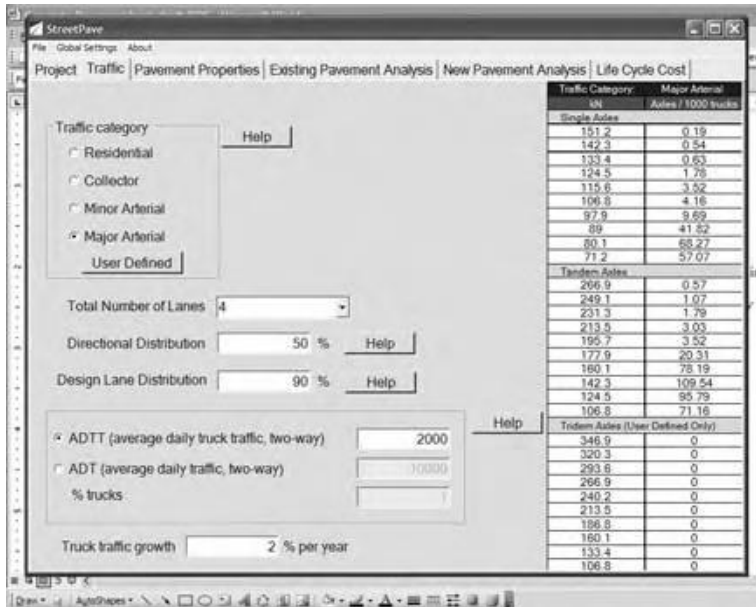 StreetPave
File Global Settings About
Project Traffic Pavement Properties Existing Pavement Analysis New Pavement Analysis Life Cycle Cost
Traffic category
Help
Residential
Collector
Minor Arterial
Major Arterial
User Defined
Total Number of Lanes 4
Directional Distribution 50 % Help
Design Lane Distribution 90 % Help
Help
ADTT (average daily truck traffic, two-way) 2000
ADT (average daily traffic, two-way) 10000
% trucks 1
Truck traffic growth 2 % per year
Traffic Category: Major Arterial
kN Axles / 1000 trucks
Single Axles
151.2 0.19
142.3 0.54
133.4 0.63
124.5 1.78
115.6 3.52
106.8 4.16
97.9 9.69
89 41.82
80.1 68.27
71.2 57.07
Tandem Axles
266.9 0.57
249.1 1.07
231.3 1.79
213.5 3.03
195.7 3.52
177.9 20.31
160.1 78.19
142.3 109.54
124.5 95.79
106.8 71.16
Tridem Axles (User Defined Only)
346.9 0
320.3 0
293.6 0
266.9 0
240.2 0
213.5 0
186.8 0
160.1 0
133.4 0
106.8 0
Draw AutoShapes